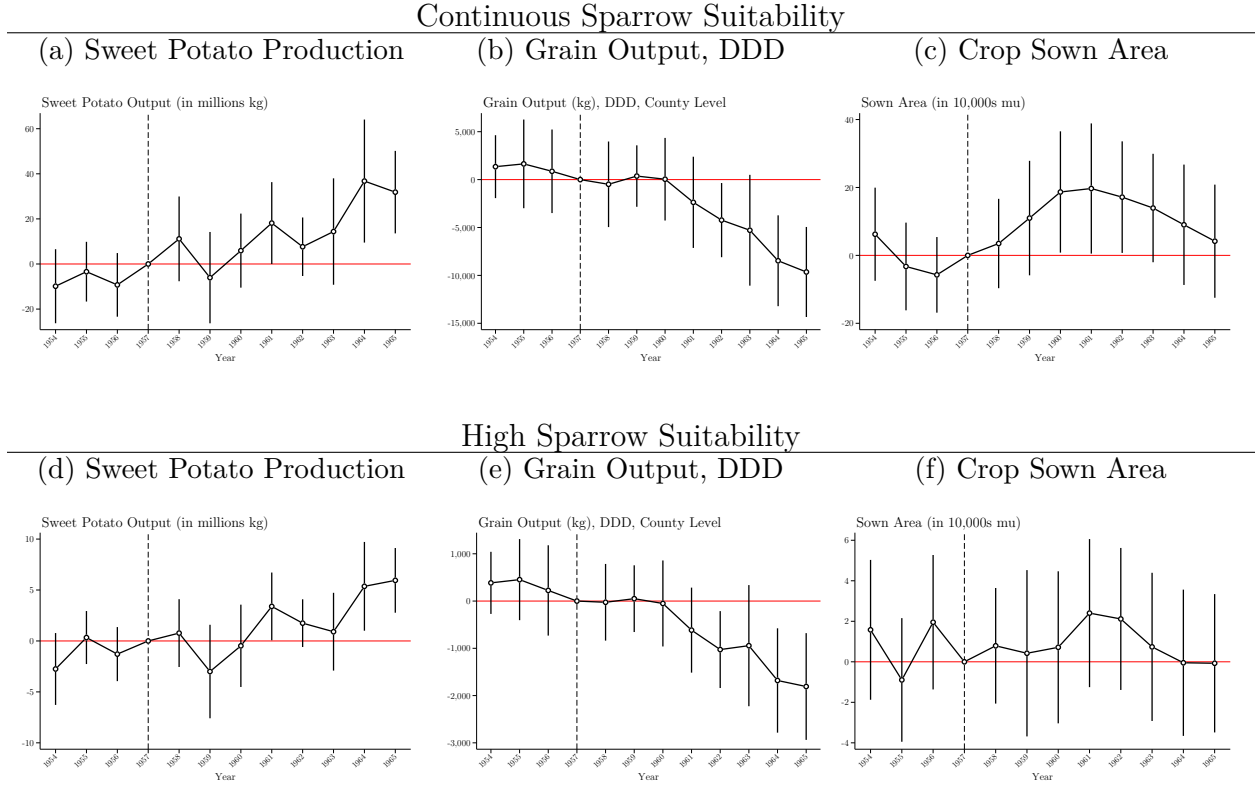 Continuous Sparrow Suitability
(a) Sweet Potato Production
(b) Grain Output, DDD
(c) Crop Sown Area
Sweet Potato Output (in millions kg)
60
40
20
0
-20
1954 1955 1956 1957 1958 1959 1960 1961 1962 1963 1964 1965
Year
Grain Output (kg), DDD, County Level
5,000
0
-5,000
-10,000
-15,000
1954 1955 1956 1957 1958 1959 1960 1961 1962 1963 1964 1965
Year
Sown Area (in 10,000s mu)
40
20
0
-20
1954 1955 1956 1957 1958 1959 1960 1961 1962 1963 1964 1965
Year
High Sparrow Suitability
(d) Sweet Potato Production
(e) Grain Output, DDD
(f) Crop Sown Area
Sweet Potato Output (in millions kg)
10
5
0
-5
-10
1954 1955 1956 1957 1958 1959 1960 1961 1962 1963 1964 1965
Year
Grain Output (kg), DDD, County Level
1,000
0
-1,000
-2,000
-3,000
1954 1955 1956 1957 1958 1959 1960 1961 1962 1963 1964 1965
Year
Sown Area (in 10,000s mu)
6
4
2
0
-2
-4
1954 1955 1956 1957 1958 1959 1960 1961 1962 1963 1964 1965
Year